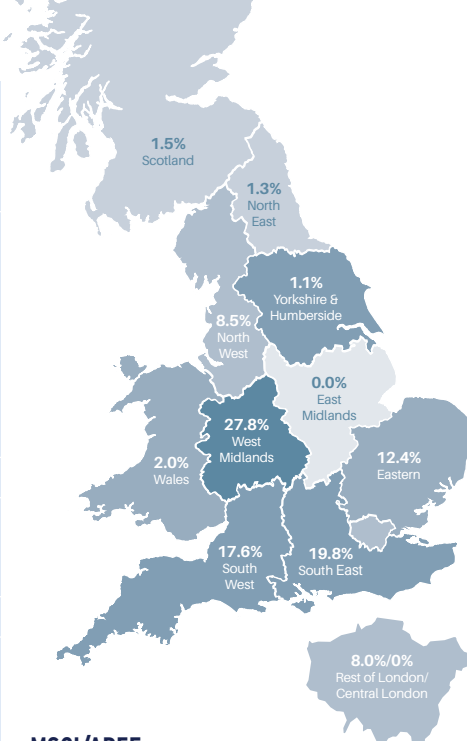 1.5%
Scotland
1.3%
North
East
1.1%
Yorkshire &
Humberside
8.5%
North
West
0.0%
East
Midlands
27.8%
West
Midlands
2.0%
Wales
12.4%
Eastern
17.6%
South
West
19.8%
South East
8.0%/0%
Rest of London/
Central London